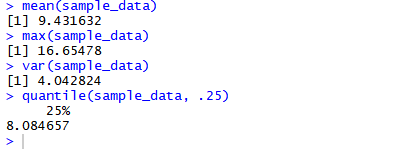 > mean(sample_data)
[1] 9.431632
> max(sample_data)
[1] 16.65478
> var(sample_data)
[1] 4.042824
> quantile(sample_data, .25)
25%
8.084657
>